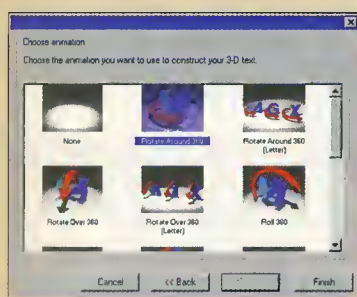 Choose animation
Choose the animation you want to use to construct your 3-D text.
None
Rotate Around 360
Rotate Around 360
(Letter)
Rotate Over 360
Rotate Over 360
(Letter)
Roll 360
Cancel
<< Back
Finish